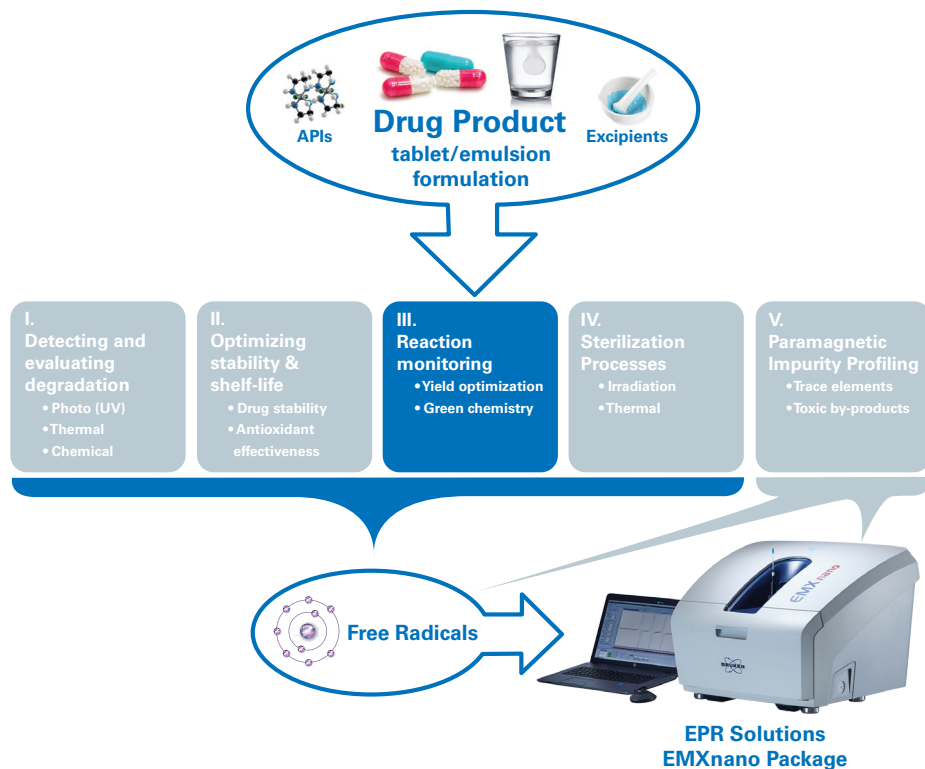 APIs
Drug Product
tablet/emulsion
formulation
Excipients
I.
Detecting and
evaluating
degradation
• Photo (UV)
• Thermal
• Chemical
II.
Optimizing
stability &
shelf-life
• Drug stability
• Antioxidant
effectiveness
III.
Reaction
monitoring
• Yield optimization
• Green chemistry
IV.
Sterilization
Processes
• Irradiation
• Thermal
V.
Paramagnetic
Impurity Profiling
• Trace elements
• Toxic by-products
Free Radicals
EMXnano
BRUKER
EPR Solutions
EMXnano Package